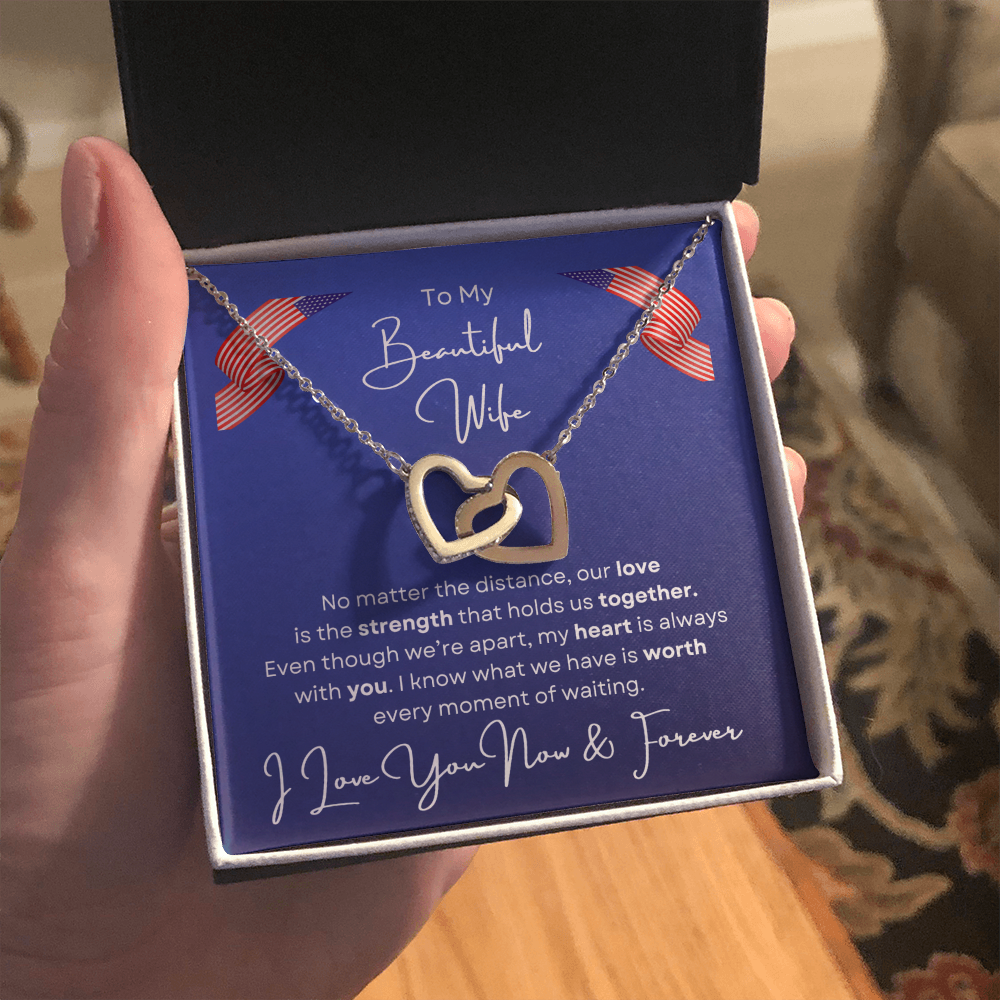 To My
Beautiful
Wife
No matter the distance, our love
is the strength that holds us together.
Even though we're apart, my heart is always
with you. I know what we have is worth
every moment of waiting.
I Love You Now & Forever